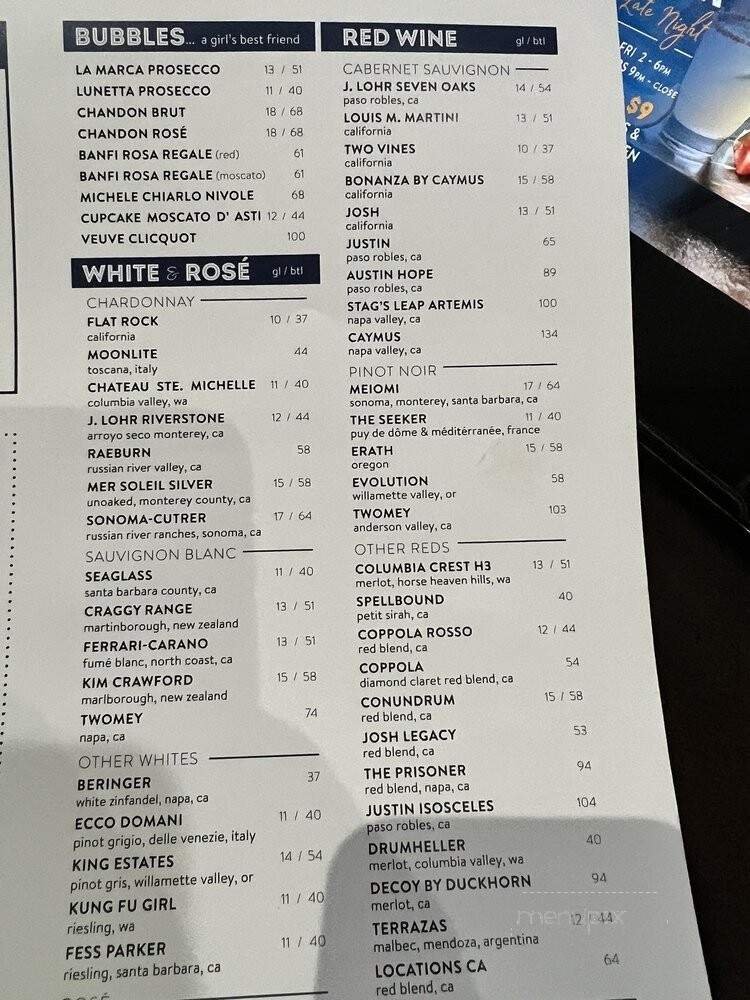 BUBBLES... a girl's best friend
LA MARCA PROSECCO 13 / 51
LUNETTA PROSECCO 11 / 40
CHANDON BRUT 18 / 68
CHANDON ROSÉ 18 / 68
BANFI ROSA REGALE (red) 61
BANFI ROSA REGALE (moscato) 61
MICHELE CHIARLO NIVOLE 68
CUPCAKE MOSCATO D' ASTI 12 / 44
VEUVE CLICQUOT 100
WHITE & ROSÉ gl / btl
CHARDONNAY
FLAT ROCK 10 / 37
california
MOONLITE 44
toscana, italy
CHATEAU STE. MICHELLE 11 / 40
columbia valley, wa
J. LOHR RIVERSTONE 12 / 44
arroyo seco monterey, ca
RAEBURN 58
russian river valley, ca
MER SOLEIL SILVER 15 / 58
unoaked, monterey county, ca
SONOMA-CUTRER 17 / 64
russian river ranches, sonoma, ca
SAUVIGNON BLANC
SEAGLASS 11 / 40
santa barbara county, ca
CRAGGY RANGE 13 / 51
martinborough, new zealand
FERRARI-CARANO 13 / 51
fumé blanc, north coast, ca
KIM CRAWFORD 15 / 58
marlborough, new zealand
TWOMEY 74
napa, ca
OTHER WHITES
BERINGER 37
white zinfandel, napa, ca
ECCO DOMANI 11 / 40
pinot grigio, delle venezie, italy
KING ESTATES 14 / 54
pinot gris, willamette valley, or
KUNG FU GIRL 11 / 40
riesling, wa
FESS PARKER 11 / 40
riesling, santa barbara, ca
ROSÉ
RED WINE gl / btl
CABERNET SAUVIGNON
J. LOHR SEVEN OAKS 14 / 54
paso robles, ca
LOUIS M. MARTINI 13 / 51
california
TWO VINES 10 / 37
california
BONANZA BY CAYMUS 15 / 58
california
JOSH 13 / 51
california
JUSTIN 65
paso robles, ca
AUSTIN HOPE 89
paso robles, ca
STAG'S LEAP ARTEMIS 100
napa valley, ca
CAYMUS 134
napa valley, ca
PINOT NOIR
MEIOMI 17 / 64
sonoma, monterey, santa barbara, ca
THE SEEKER 11 / 40
puy de dôme & méditérranée, france
ERATH 15 / 58
oregon
EVOLUTION 58
willamette valley, or
TWOMEY 103
anderson valley, ca
OTHER REDS
COLUMBIA CREST H3 13 / 51
merlot, horse heaven hills, wa
SPELLBOUND 40
petit sirah, ca
COPPOLA ROSSO 12 / 44
red blend, ca
COPPOLA 54
diamond claret red blend, ca
CONUNDRUM 15 / 58
red blend, ca
JOSH LEGACY 53
red blend, ca
THE PRISONER 94
red blend, napa, ca
JUSTIN ISOSCELES 104
paso robles, ca
DRUMHELLER 40
merlot, columbia valley, wa
DECOY BY DUCKHORN 94
merlot, ca
TERRAZAS 12 / 44
malbec, mendoza, argentina
LOCATIONS CA 64
red blend, ca
menupix
Late Night
FRI 2 - 6PM
9PM - CLOSE
$9
&